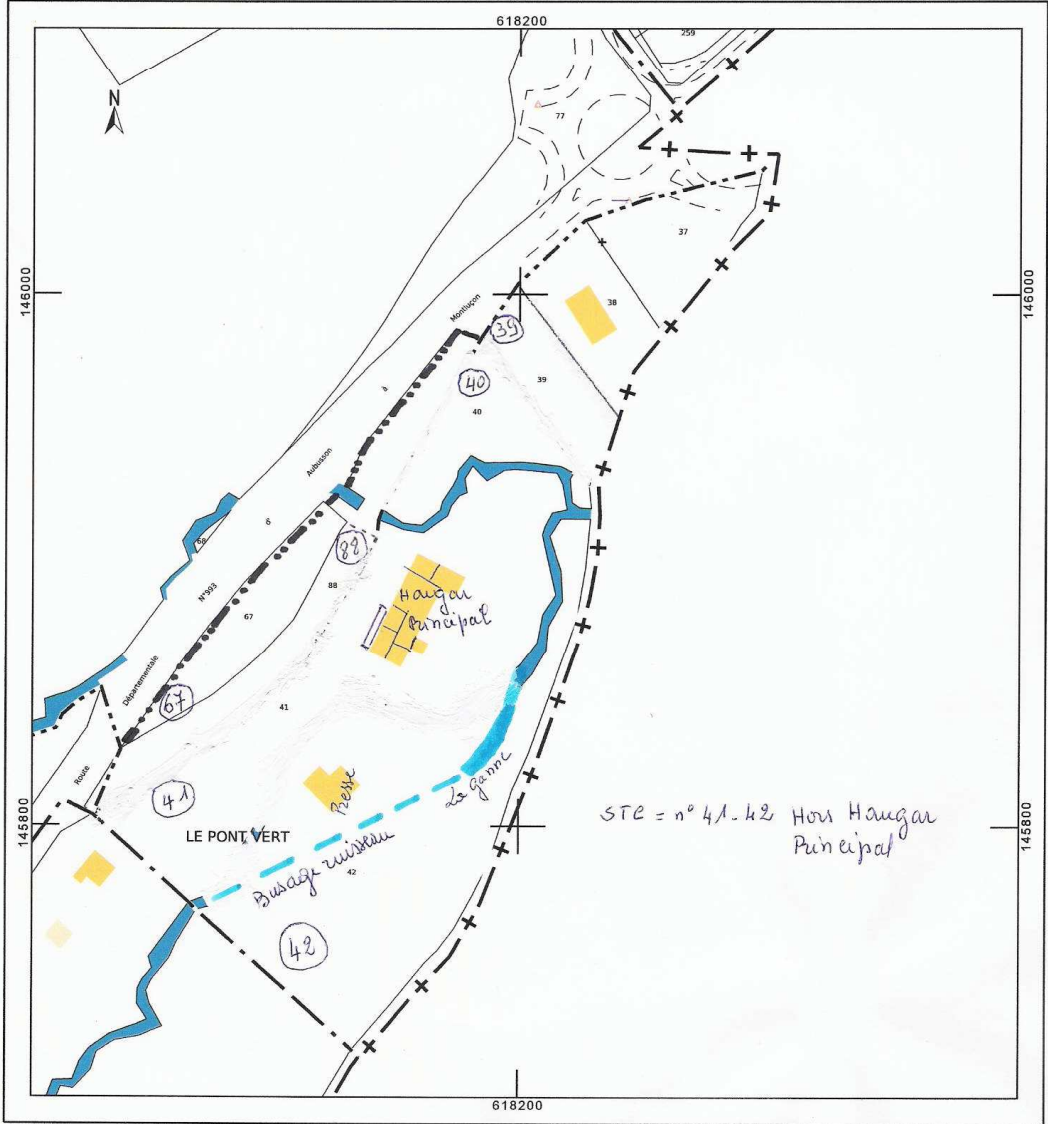 618200
259
N
77
37
146000
146000
38
Montluçon
39
à
40
39
40
Aubusson
à
68
88
N°993
88
67
Hangar
Principal
Départementale
67
41
Route
41
Presse
La Ganne
STE = n° 41-42 Hors Hangar
Principal
145800
145800
LE PONT VERT
Busage ruisseau
42
42
618200